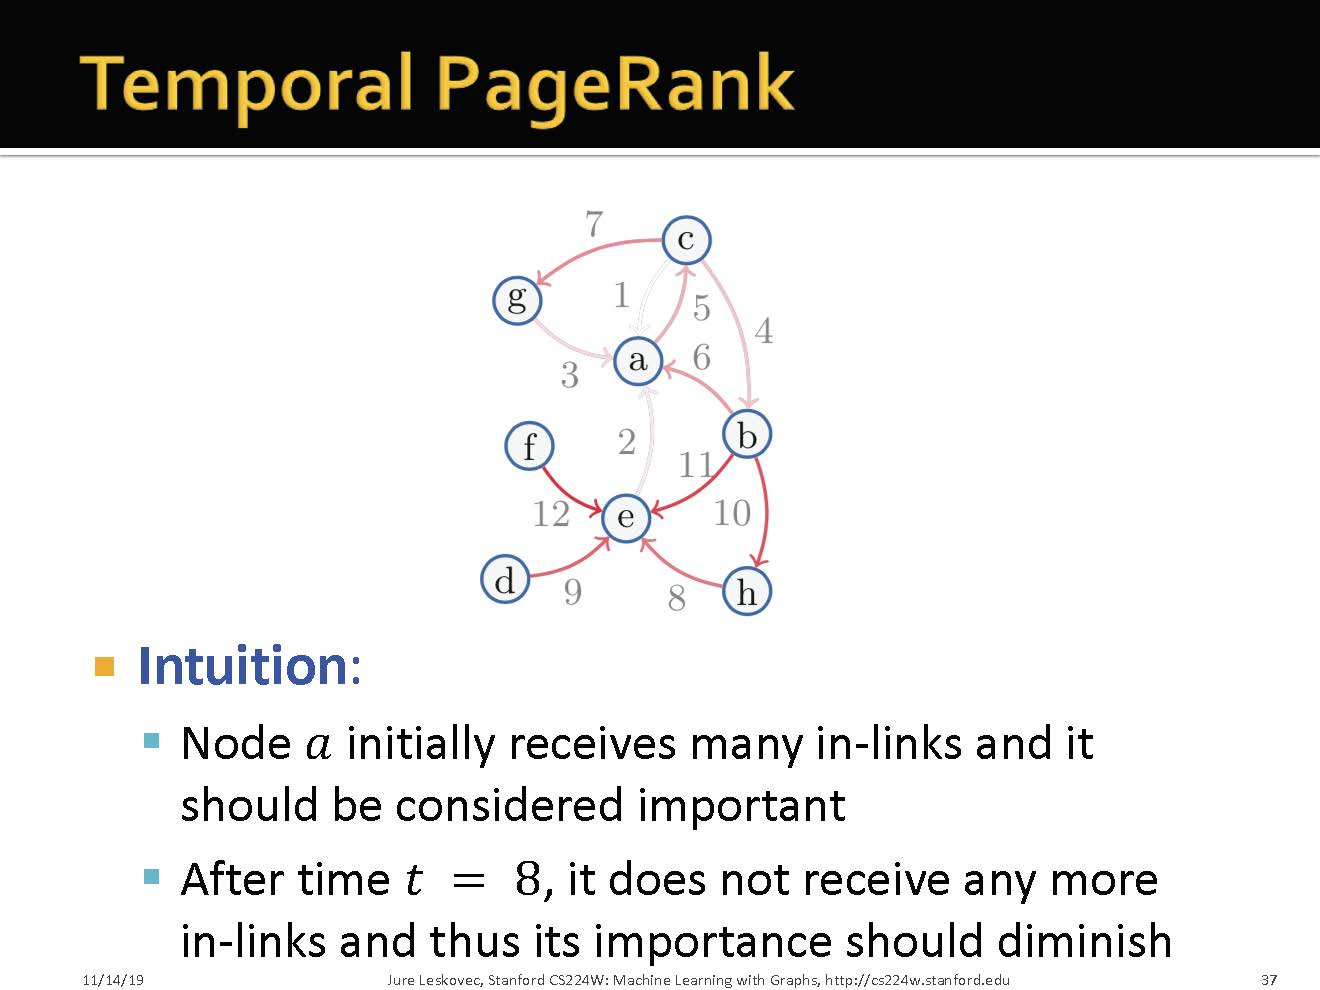 Temporal PageRank
7
c
g
1
5
4
a
6
3
f
2
b
11
12
e
10
d
9
8
h
Intuition:
Node a initially receives many in-links and it
should be considered important
After time t = 8, it does not receive any more
in-links and thus its importance should diminish
11/14/19
Jure Leskovec, Stanford CS224W: Machine Learning with Graphs, http://cs224w.stanford.edu
37